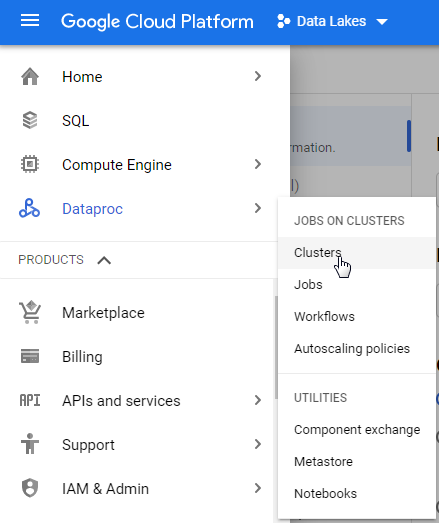 Google Cloud Platform
Data Lakes
Home
SQL
Compute Engine
Dataproc
PRODUCTS
Marketplace
Billing
APIs and services
Support
IAM & Admin
API
rmation.
JOBS ON CLUSTERS
Clusters
Jobs
Workflows
Autoscaling policies
UTILITIES
Component exchange
Metastore
Notebooks